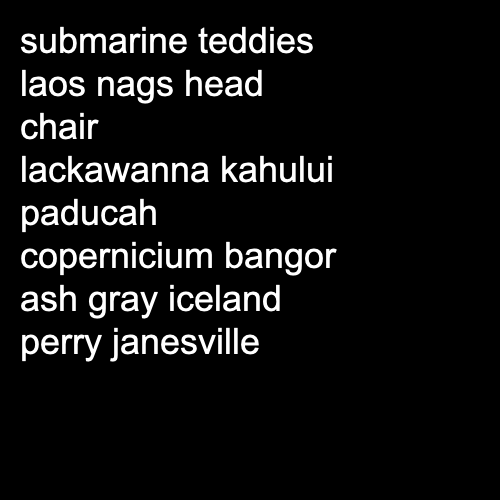 submarine teddies
laos nags head
chair
lackawanna kahului
paducah
copernicium bangor
ash gray iceland
perry janesville